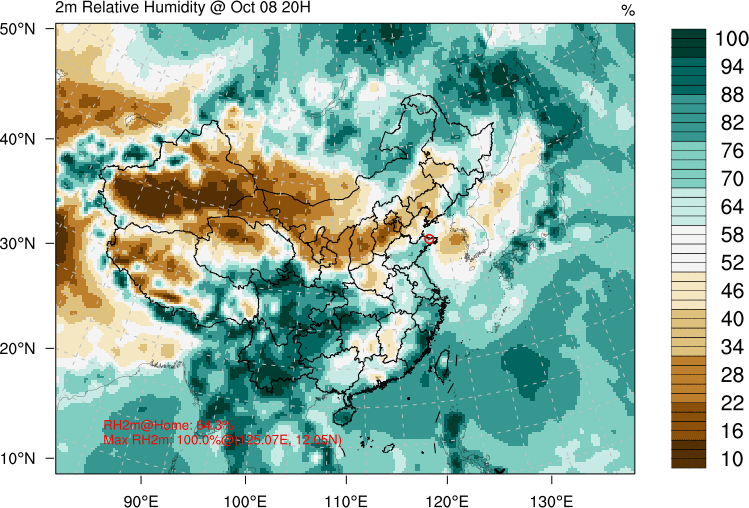 2m Relative Humidity @ Oct 08 20H
%
50°N
40°N
30°N
20°N
10°N
90°E
100°E
110°E
120°E
130°E
100
94
88
82
76
70
64
58
52
46
40
34
28
22
16
10
RH2m@Home: 64.3%
Max RH2m: 100.0%@(125.07E, 12.05N)